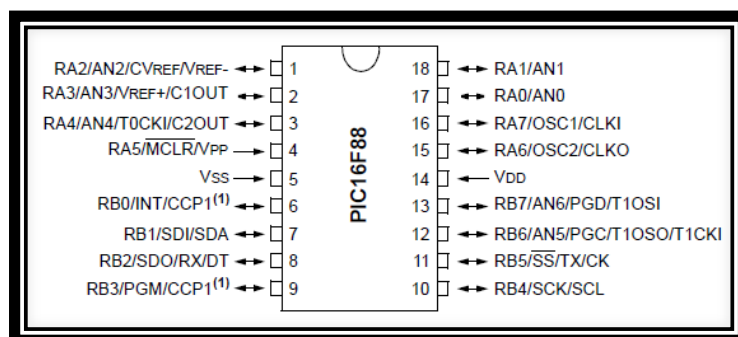 RA2/AN2/CVREF/VREF- 1 18 RA1/AN1
RA3/AN3/VREF+/C1OUT 2 17 RA0/AN0
RA4/AN4/T0CKI/C2OUT 3 16 RA7/OSC1/CLKI
RA5/MCLR/VPP 4 15 RA6/OSC2/CLKO
VSS 5 14 VDD
RB0/INT/CCP1(1) 6 13 RB7/AN6/PGD/T1OSI
RB1/SDI/SDA 7 12 RB6/AN5/PGC/T1OSO/T1CKI
RB2/SDO/RX/DT 8 11 RB5/SS/TX/CK
RB3/PGM/CCP1(1) 9 10 RB4/SCK/SCL
PIC16F88